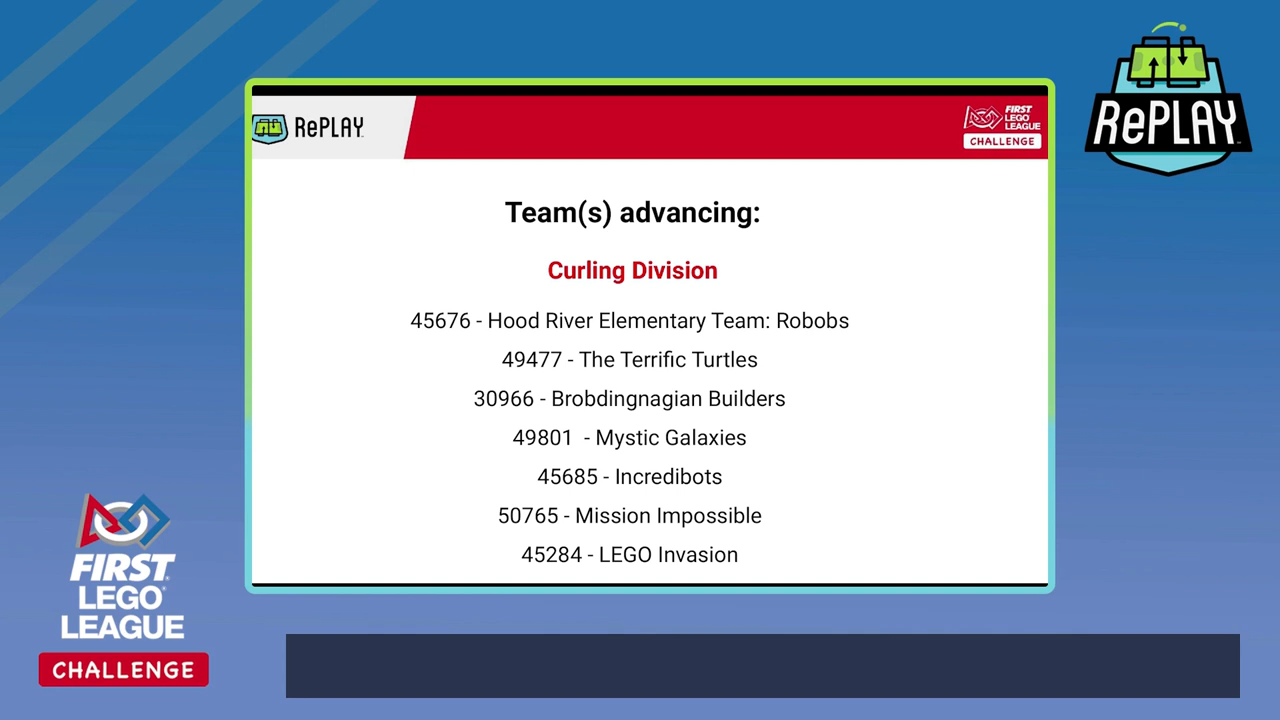 RePLAY
RePLAY
FIRST
LEGO
LEAGUE
CHALLENGE
Team(s) advancing:
Curling Division
45676 - Hood River Elementary Team: Robobs
49477 - The Terrific Turtles
30966 - Brobdingnagian Builders
49801  - Mystic Galaxies
45685 - Incredibots
50765 - Mission Impossible
45284 - LEGO Invasion
FIRST
LEGO
LEAGUE
CHALLENGE